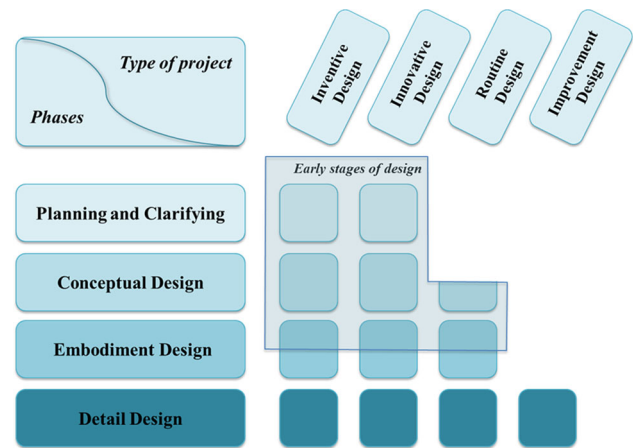 Type of project
Phases
Inventive
Design
Innovative
Design
Routine
Design
Improvement
Design
Early stages of design
Planning and Clarifying
Conceptual Design
Embodiment Design
Detail Design